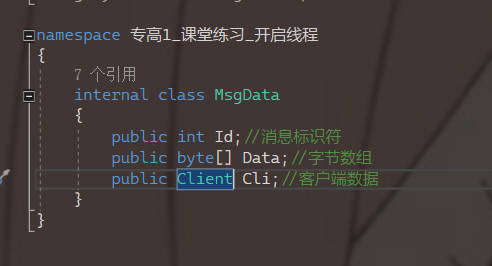 namespace 专高1_课堂练习_开启线程
{
7 个引用
internal class MsgData
{
public int Id;//消息标识符
public byte[] Data;//字节数组
public Client Cli;//客户端数据
}
}